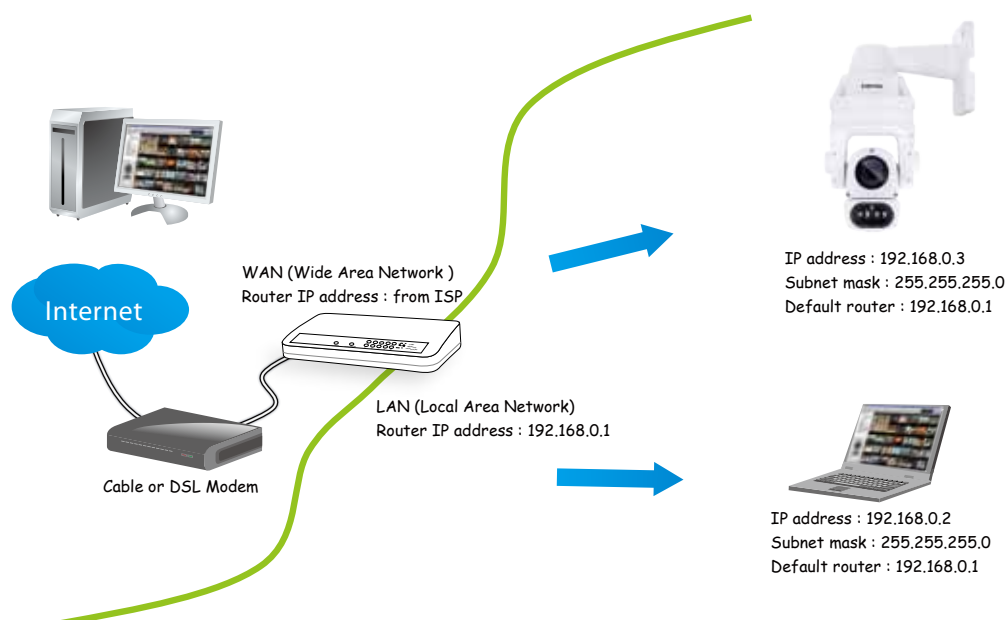 IP address : 192.168.0.3
Subnet mask : 255.255.255.0
Default router : 192.168.0.1
WAN (Wide Area Network )
Router IP address : from ISP
Internet
LAN (Local Area Network)
Router IP address : 192.168.0.1
Cable or DSL Modem
IP address : 192.168.0.2
Subnet mask : 255.255.255.0
Default router : 192.168.0.1